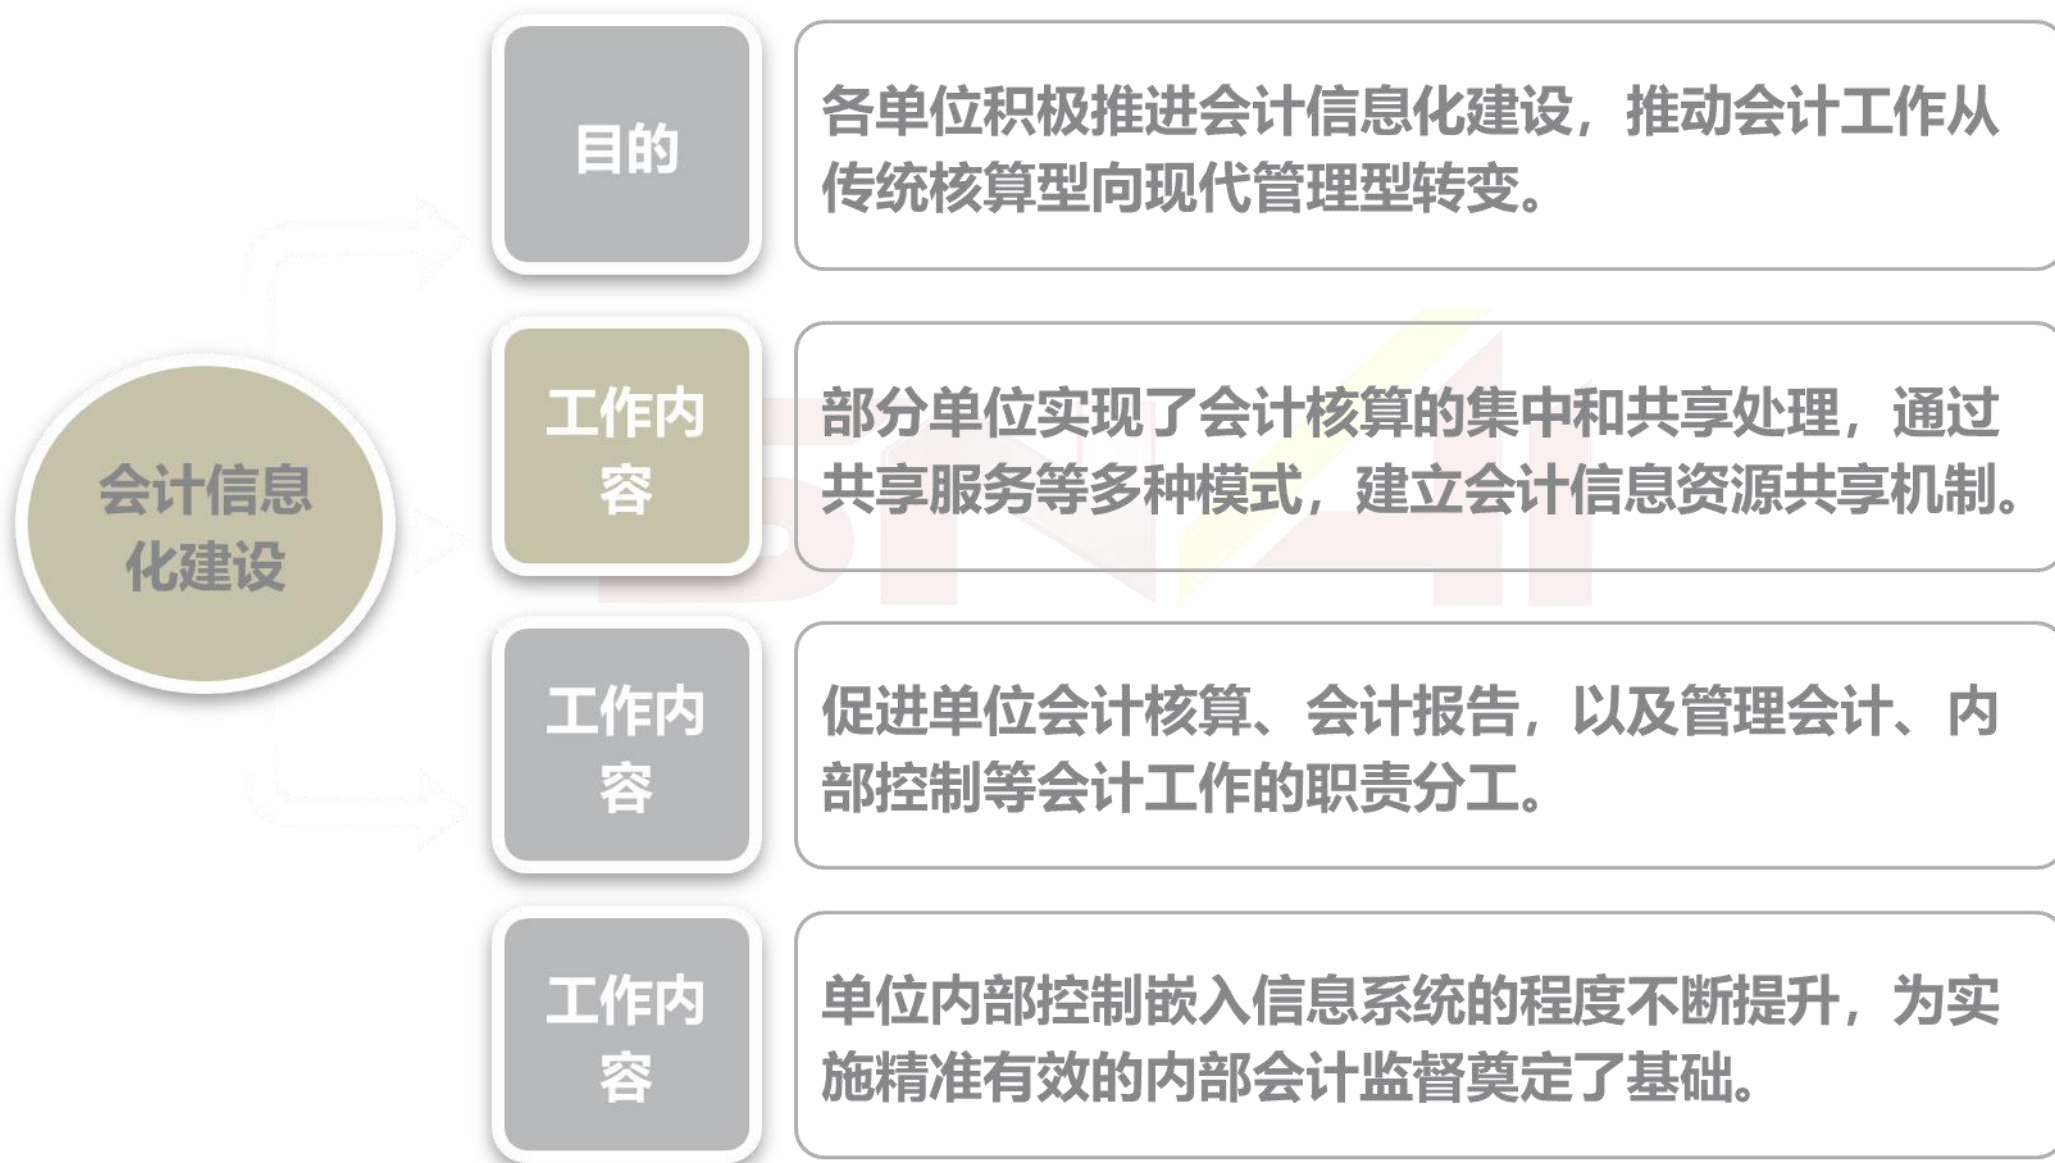 会计信息
化建设
目的
各单位积极推进会计信息化建设，推动会计工作从
传统核算型向现代管理型转变。
工作内
容
部分单位实现了会计核算的集中和共享处理，通过
共享服务等多种模式，建立会计信息资源共享机制。
工作内
容
促进单位会计核算、会计报告，以及管理会计、内
部控制等会计工作的职责分工。
工作内
容
单位内部控制嵌入信息系统的程度不断提升，为实
施精准有效的内部会计监督奠定了基础。
SNAI